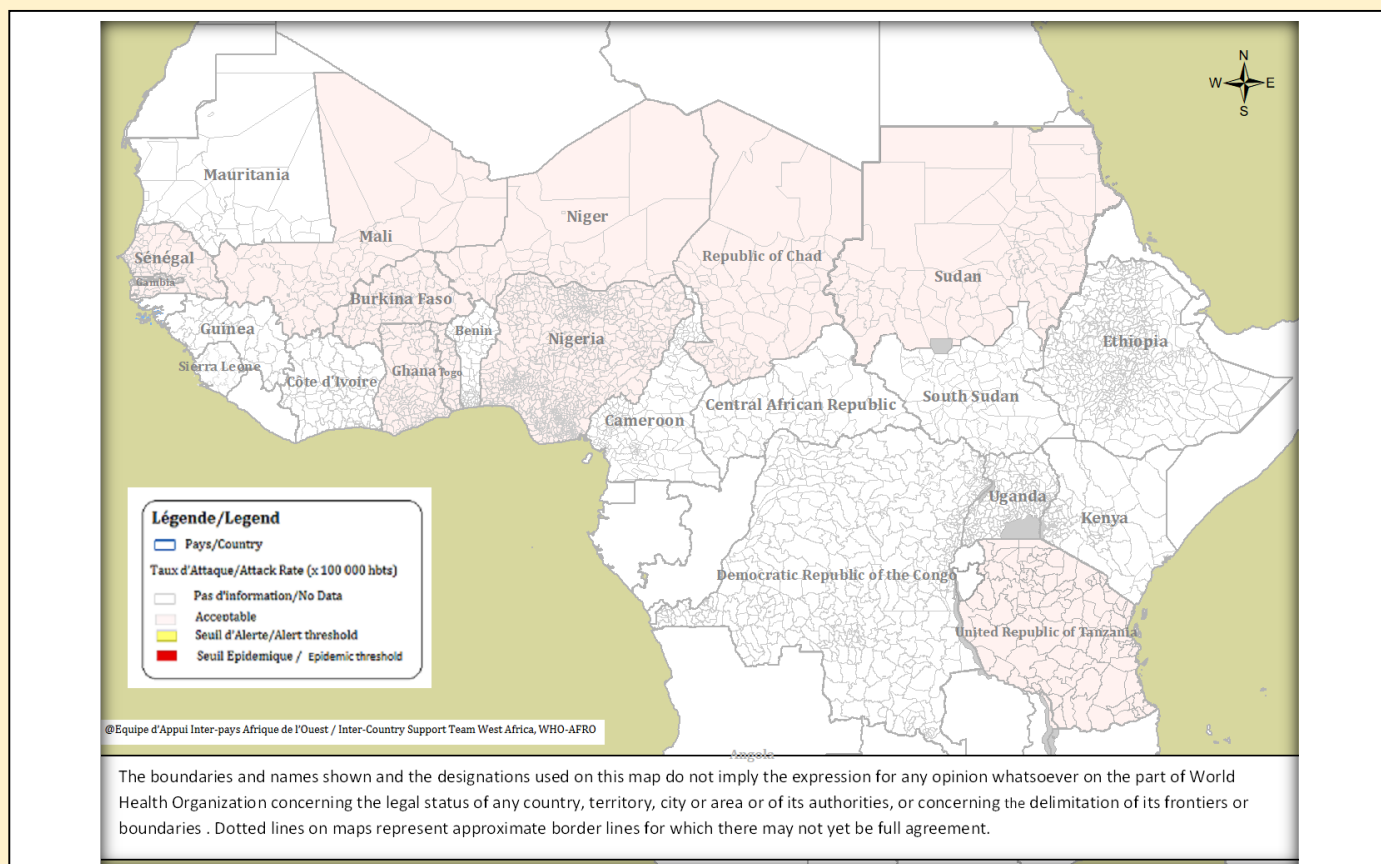 N
W E
S
Mauritania
Mali
Niger
Republic of Chad
Sudan
Sénégal
Gambia
Burkina Faso
Guinea
Benin
Nigeria
Ethiopia
Sierra Leone
Côte d'Ivoire
Ghana
Togo
Central African Republic
South Sudan
Cameroon
Uganda
Kenya
Democratic Republic of the Congo
United Republic of Tanzania
Angola
Légende/Legend
Pays/Country
Taux d'Attaque/Attack Rate (x 100 000 hbts)
Pas d'information/No Data
Acceptable
Seuil d'Alerte/Alert threshold
Seuil Epidemique / Epidemic threshold
@Equipe d'Appui Inter-pays Afrique de l'Ouest / Inter-Country Support Team West Africa, WHO-AFRO
The boundaries and names shown and the designations used on this map do not imply the expression for any opinion whatsoever on the part of World
Health Organization concerning the legal status of any country, territory, city or area or of its authorities, or concerning the delimitation of its frontiers or
boundaries . Dotted lines on maps represent approximate border lines for which there may not yet be full agreement.